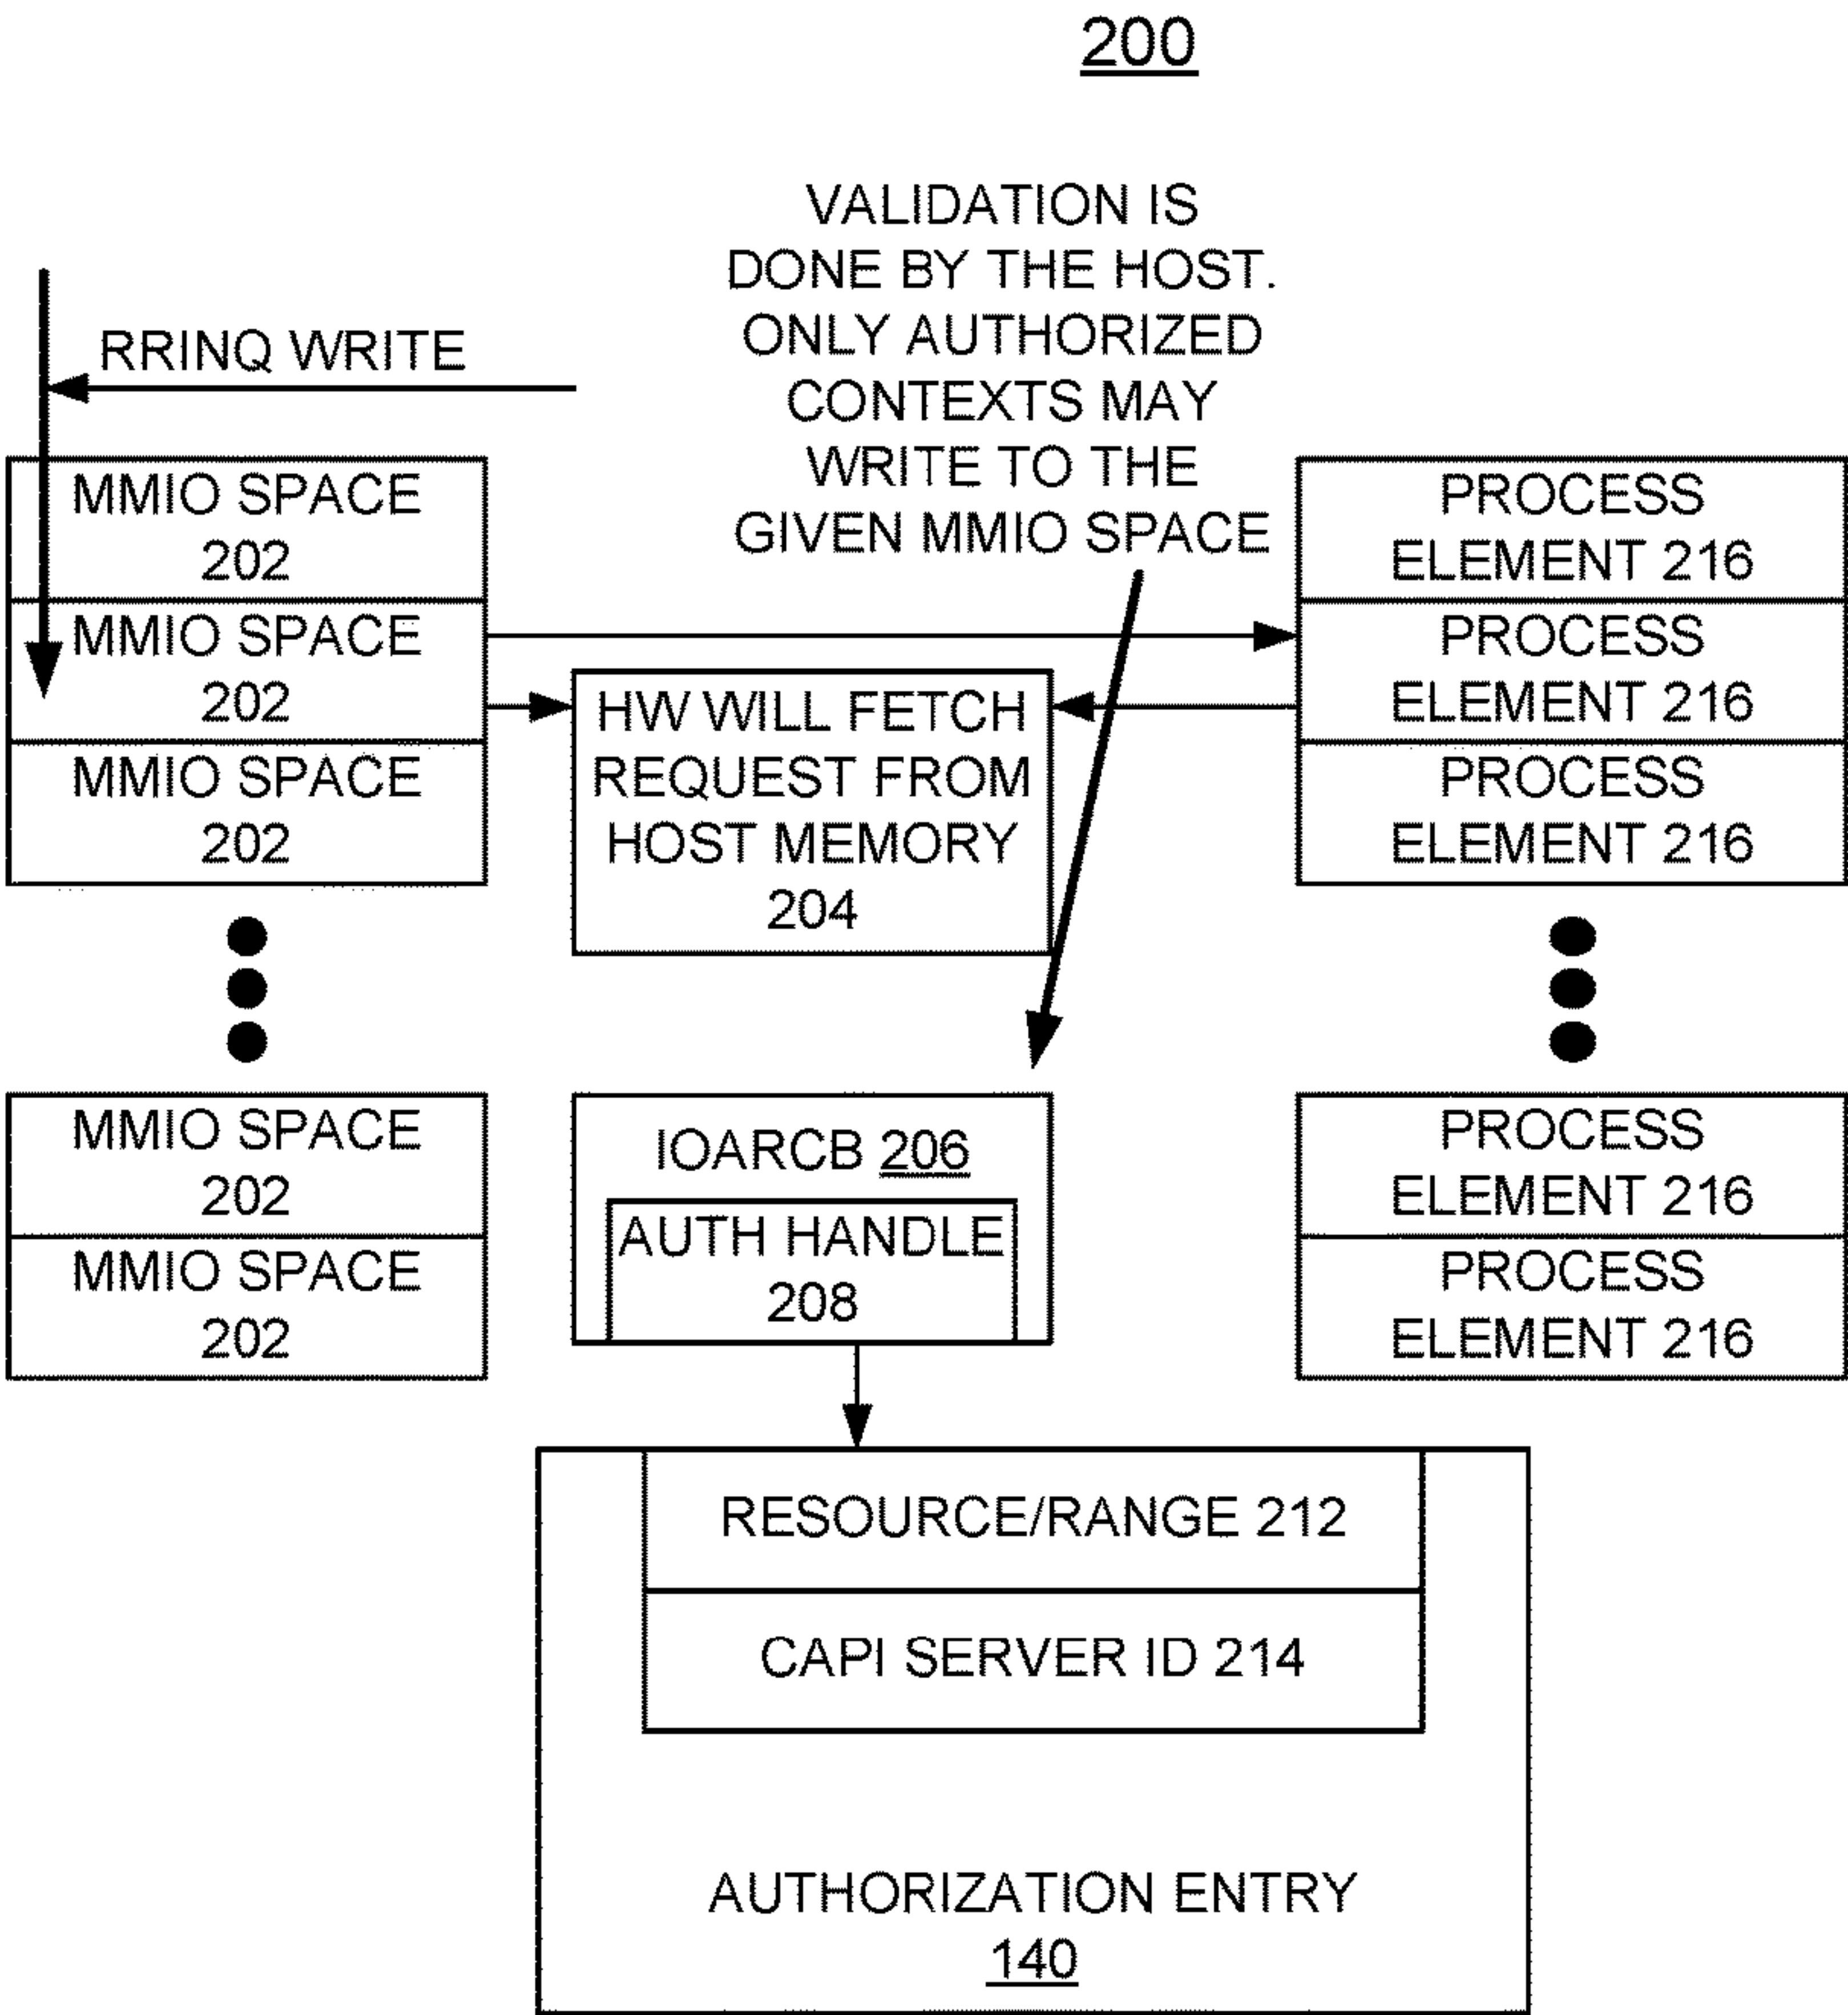 200
VALIDATION IS
DONE BY THE HOST.
ONLY AUTHORIZED
CONTEXTS MAY
WRITE TO THE
GIVEN MMIO SPACE
RRINQ WRITE
MMIO SPACE
202
MMIO SPACE
202
MMIO SPACE
202
HW WILL FETCH
REQUEST FROM
HOST MEMORY
204
PROCESS
ELEMENT 216
PROCESS
ELEMENT 216
PROCESS
ELEMENT 216
MMIO SPACE
202
MMIO SPACE
202
IOARCB 206
AUTH HANDLE
208
PROCESS
ELEMENT 216
PROCESS
ELEMENT 216
RESOURCE/RANGE 212
CAPI SERVER ID 214
AUTHORIZATION ENTRY
140